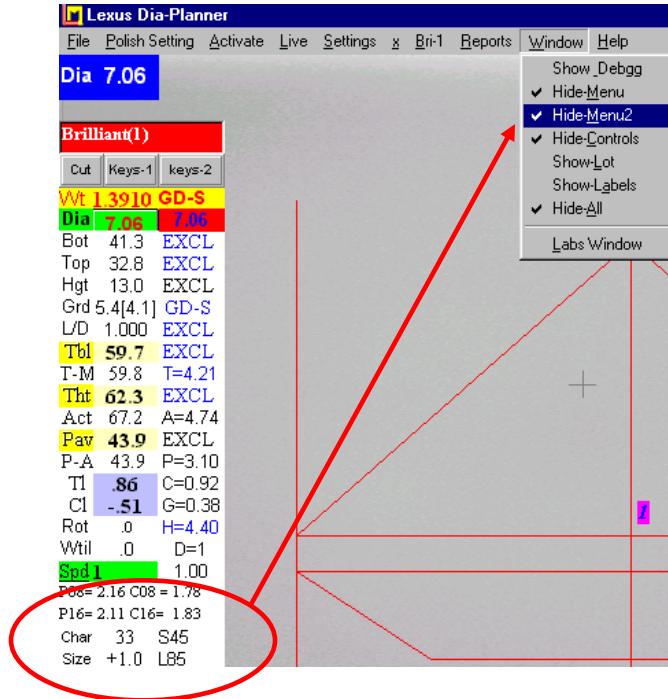 Lexus Dia-Planner
File Polish Setting Activate Live Settings x Bri-1 Reports Window Help
Dia 7.06
Show_Debgg
Hide-Menu
Hide-Menu2
Hide-Controls
Show-Lot
Show-Labels
Hide-All
Labs Window
Brilliant(1)
Cut Keys-1 keys-2
Wt 1.3910 GD-S
Dia 7.06 7.06
Bot 41.3 EXCL
Top 32.8 EXCL
Hgt 13.0 EXCL
Grd 5.4[4.1] GD-S
L/D 1.000 EXCL
Tbl 59.7 EXCL
T-M 59.8 T=4.21
Tht 62.3 EXCL
Act 67.2 A=4.74
Pav 43.9 EXCL
P-A 43.9 P=3.10
Tl .86 C=0.92
Cl -.51 G=0.38
Rot .0 H=4.40
Wtil .0 D=1
Spd 1 1.00
P08= 2.16 C08 = 1.78
P16= 2.11 C16= 1.83
Char 33 S45
Size +1.0 L85
1